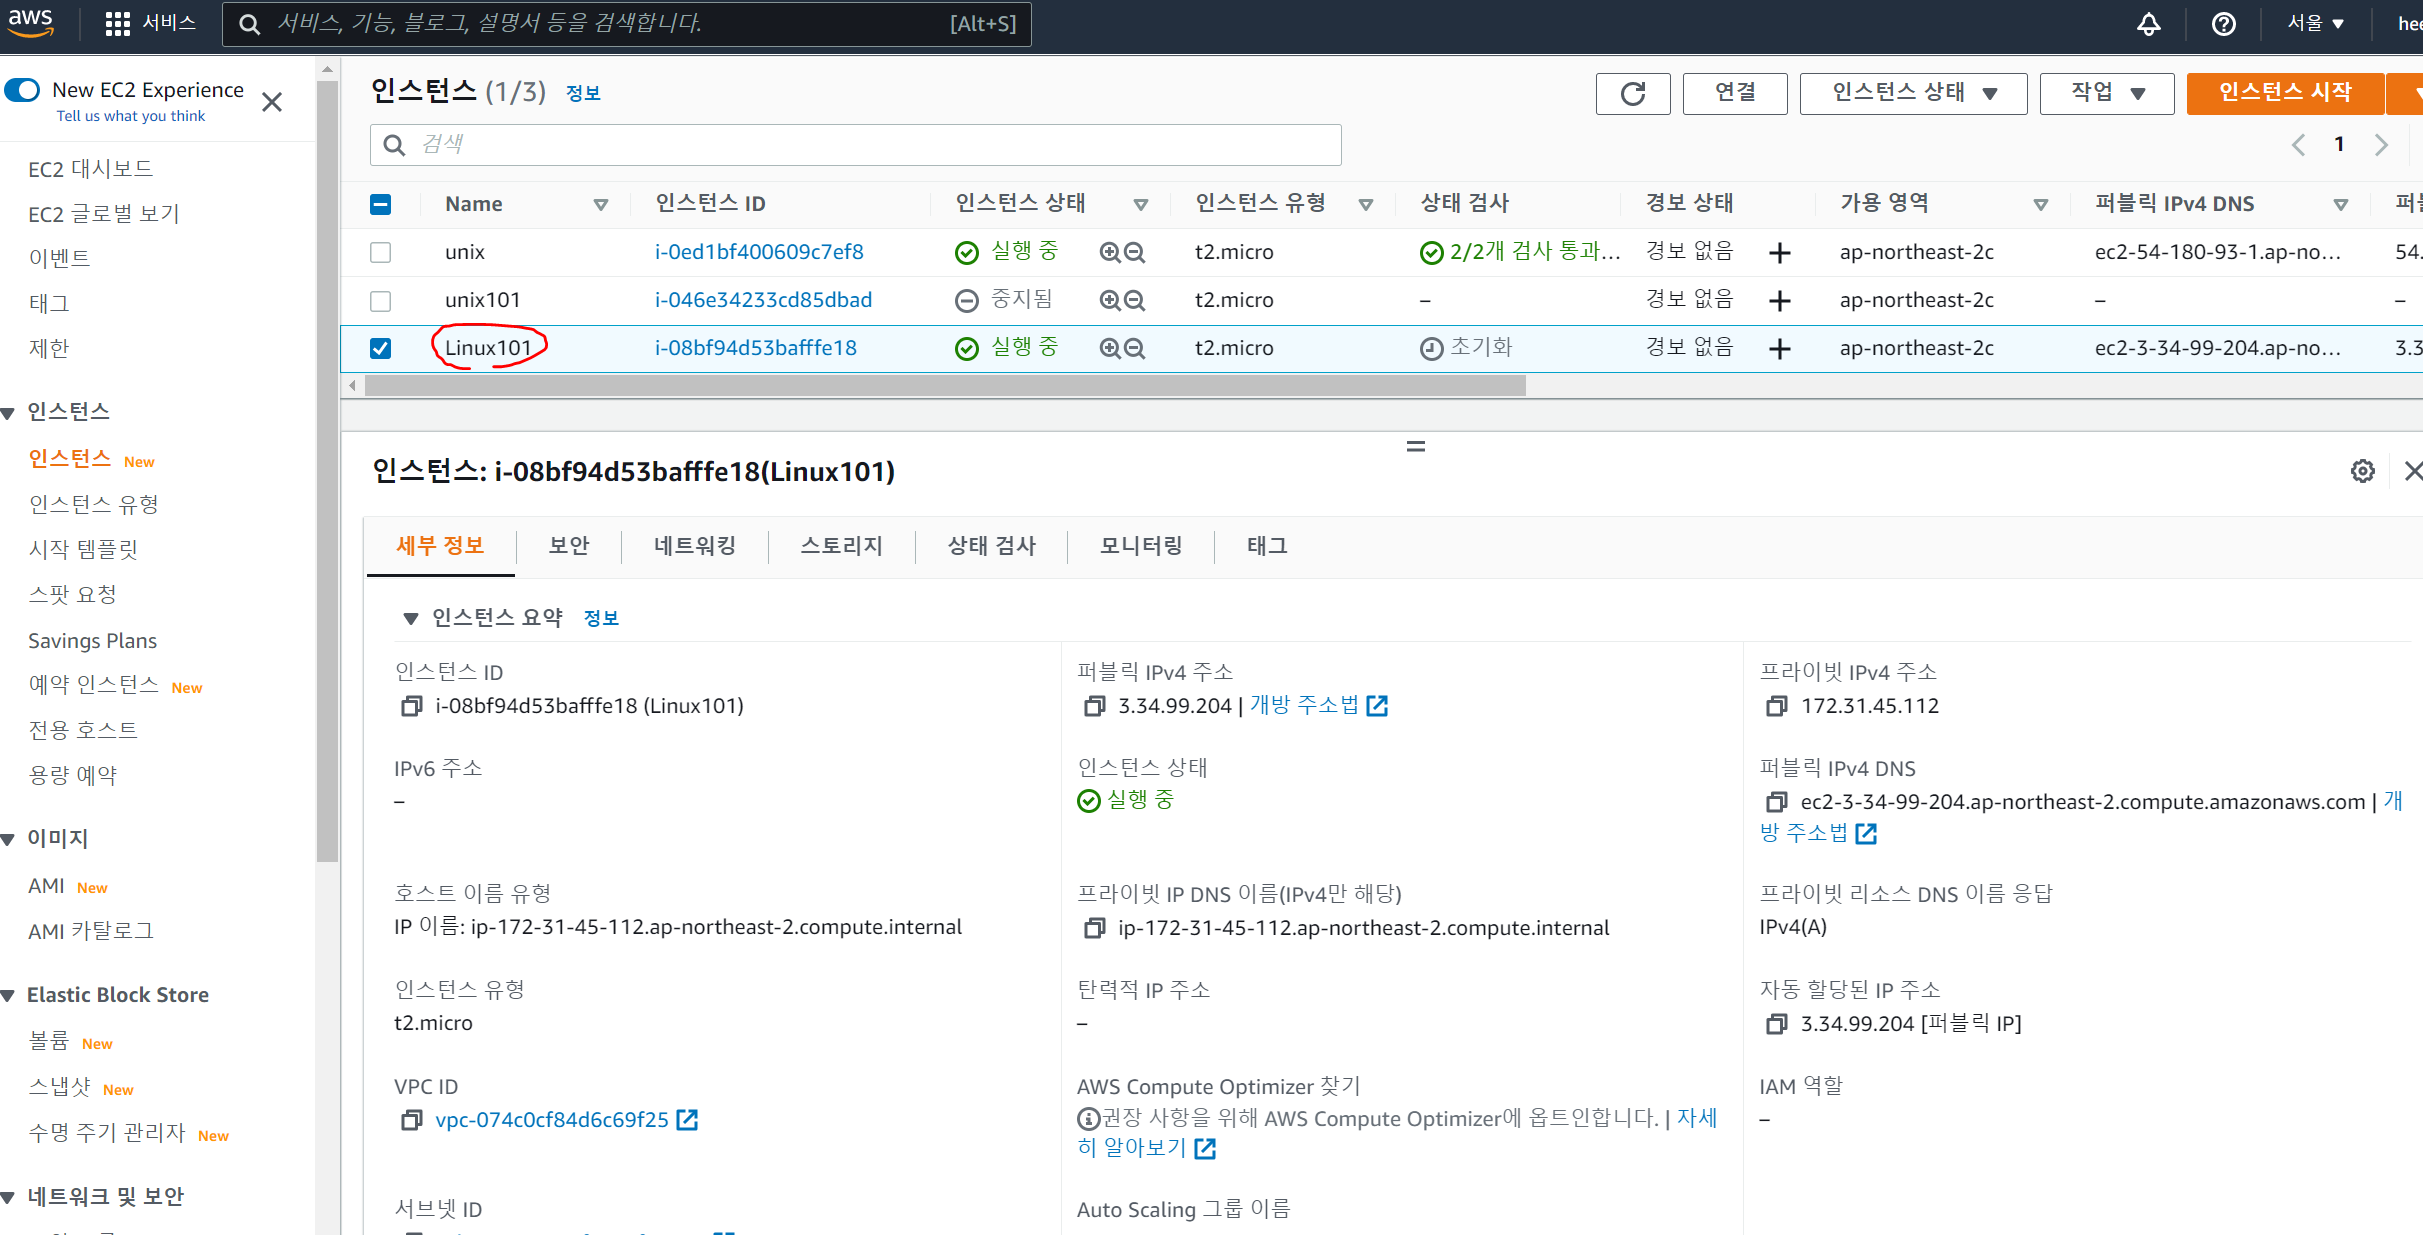 aws
서비스
서비스, 기능, 블로그, 설명서 등을 검색합니다.
[Alt+S]
서울 ▼
hee
New EC2 Experience
Tell us what you think
EC2 대시보드
EC2 글로벌 보기
이벤트
태그
제한
인스턴스
인스턴스 New
인스턴스 유형
시작 템플릿
스팟 요청
Savings Plans
예약 인스턴스 New
전용 호스트
용량 예약
이미지
AMI New
AMI 카탈로그
Elastic Block Store
볼륨 New
스냅샷 New
수명 주기 관리자 New
네트워크 및 보안
인스턴스 (1/3) 정보
연결
인스턴스 상태 ▼
작업 ▼
인스턴스 시작
검색
1
Name 인스턴스 ID 인스턴스 상태 인스턴스 유형 상태 검사 경보 상태 가용 영역 퍼블릭 IPv4 DNS
unix i-0ed1bf400609c7ef8 실행 중 t2.micro 2/2개 검사 통과… 경보 없음 + ap-northeast-2c ec2-54-180-93-1.ap-no… 54.
unix101 i-046e34233cd85dbad 중지됨 t2.micro – 경보 없음 + ap-northeast-2c – –
Linux101 i-08bf94d53bafffe18 실행 중 t2.micro 초기화 경보 없음 + ap-northeast-2c ec2-3-34-99-204.ap-no… 3.3
인스턴스: i-08bf94d53bafffe18(Linux101)
세부 정보 보안 네트워킹 스토리지 상태 검사 모니터링 태그
▼ 인스턴스 요약 정보
인스턴스 ID
i-08bf94d53bafffe18 (Linux101)
퍼블릭 IPv4 주소
3.34.99.204 | 개방 주소법
프라이빗 IPv4 주소
172.31.45.112
IPv6 주소
–
인스턴스 상태
실행 중
퍼블릭 IPv4 DNS
ec2-3-34-99-204.ap-northeast-2.compute.amazonaws.com | 개
방 주소법
호스트 이름 유형
IP 이름: ip-172-31-45-112.ap-northeast-2.compute.internal
프라이빗 IP DNS 이름(IPv4만 해당)
ip-172-31-45-112.ap-northeast-2.compute.internal
프라이빗 리소스 DNS 이름 응답
IPv4(A)
인스턴스 유형
t2.micro
탄력적 IP 주소
–
자동 할당된 IP 주소
3.34.99.204 [퍼블릭 IP]
VPC ID
vpc-074c0cf84d6c69f25
AWS Compute Optimizer 찾기
권장 사항을 위해 AWS Compute Optimizer에 옵트인합니다. | 자세
히 알아보기
IAM 역할
–
서브넷 ID
Auto Scaling 그룹 이름